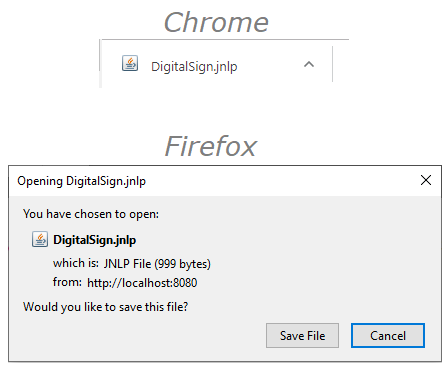 Chrome
DigitalSign.jnlp
Firefox
Opening DigitalSign.jnlp
You have chosen to open:
DigitalSign.jnlp
which is: JNLP File (999 bytes)
from: http://localhost:8080
Would you like to save this file?
Save File Cancel